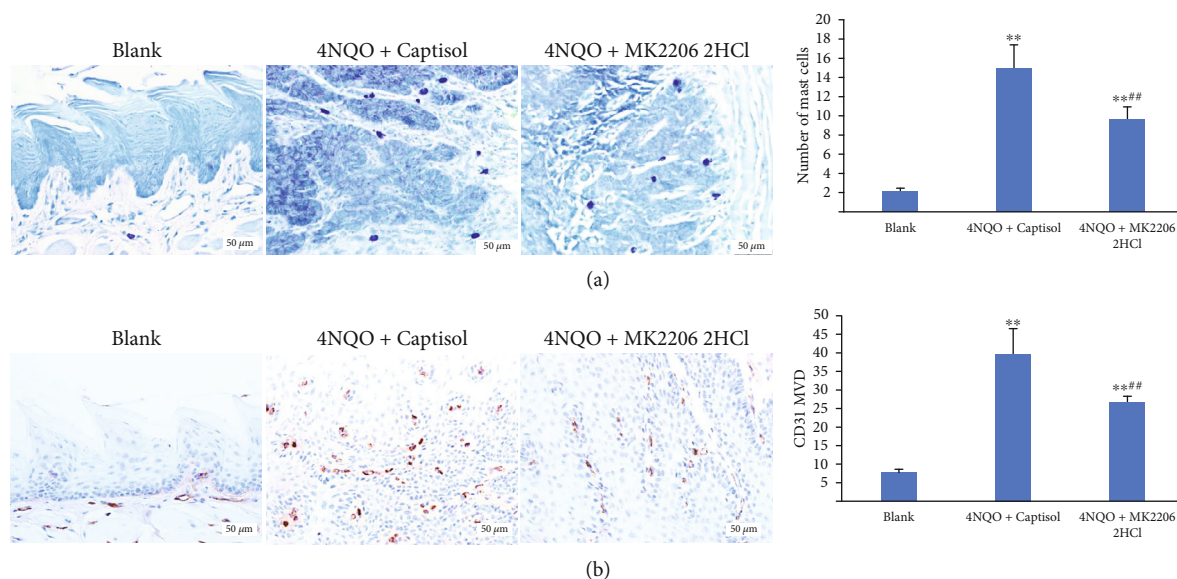 Blank
4NQO + Captisol
4NQO + MK2206 2HCl
50 μm
50 μm
50 μm
Number of mast cells
20
18
16
14
12
10
8
6
4
2
**
**##
Blank
4NQO + Captisol
4NQO + MK2206
2HCl
(a)
Blank
4NQO + Captisol
4NQO + MK2206 2HCl
50 μm
50 μm
50 μm
CD31 MVD
50
45
40
35
30
25
20
15
10
5
**
**##
Blank
4NQO + Captisol
4NQO + MK2206
2HCl
(b)